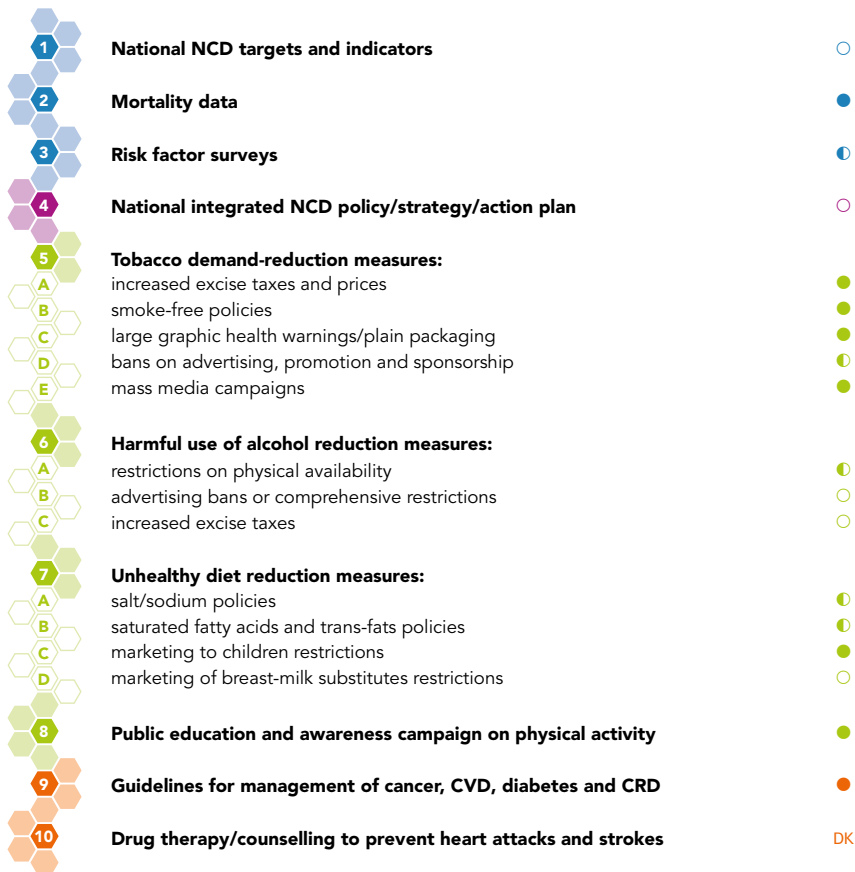 1 National NCD targets and indicators ○
2 Mortality data ●
3 Risk factor surveys ◐
4 National integrated NCD policy/strategy/action plan ○
5 Tobacco demand-reduction measures:
A increased excise taxes and prices ●
B smoke-free policies ●
C large graphic health warnings/plain packaging ●
D bans on advertising, promotion and sponsorship ◐
E mass media campaigns ●
6 Harmful use of alcohol reduction measures:
A restrictions on physical availability ◐
B advertising bans or comprehensive restrictions ○
C increased excise taxes ○
7 Unhealthy diet reduction measures:
A salt/sodium policies ◐
B saturated fatty acids and trans-fats policies ◐
C marketing to children restrictions ●
D marketing of breast-milk substitutes restrictions ○
8 Public education and awareness campaign on physical activity ●
9 Guidelines for management of cancer, CVD, diabetes and CRD ●
10 Drug therapy/counselling to prevent heart attacks and strokes DK